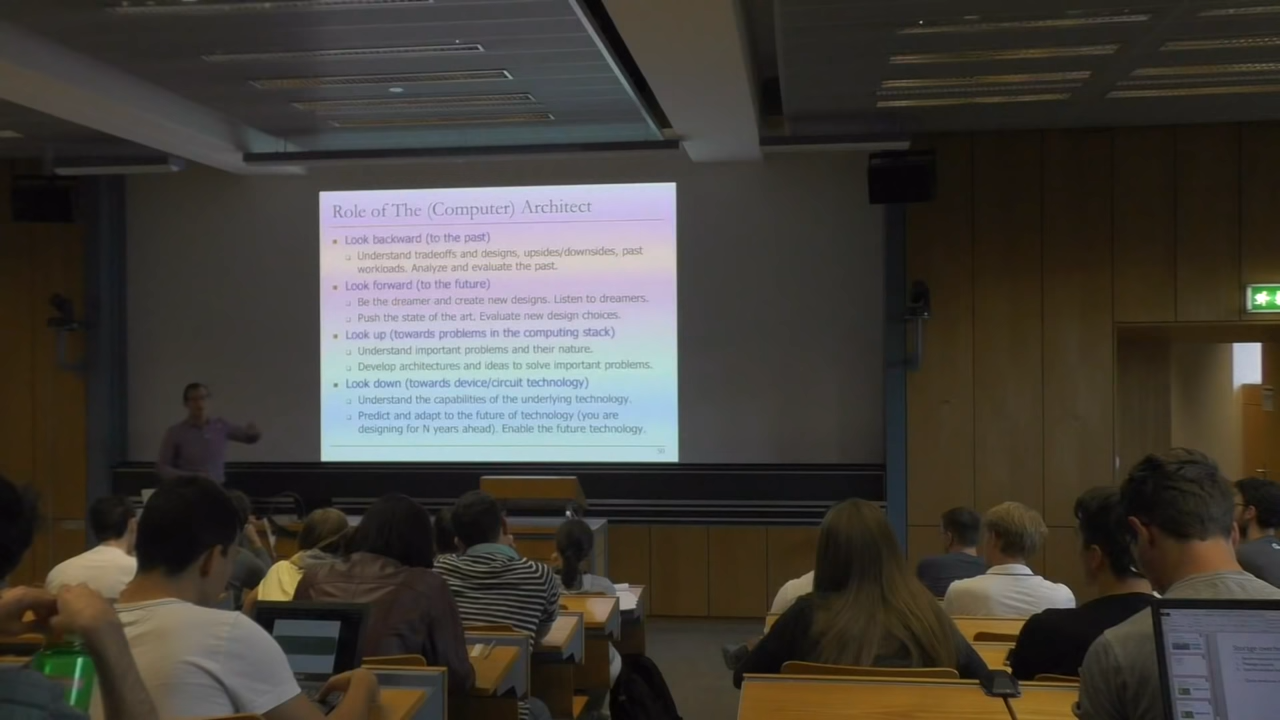 Role of The (Computer) Architect
Look backward (to the past)
Understand tradeoffs and designs, upsides/downsides, past
workloads. Analyze and evaluate the past.
Look forward (to the future)
Be the dreamer and create new designs. Listen to dreamers.
Push the state of the art. Evaluate new design choices.
Look up (towards problems in the computing stack)
Understand important problems and their nature.
Develop architectures and ideas to solve important problems.
Look down (towards device/circuit technology)
Understand the capabilities of the underlying technology.
Predict and adapt to the future of technology (you are
designing for N years ahead). Enable the future technology.